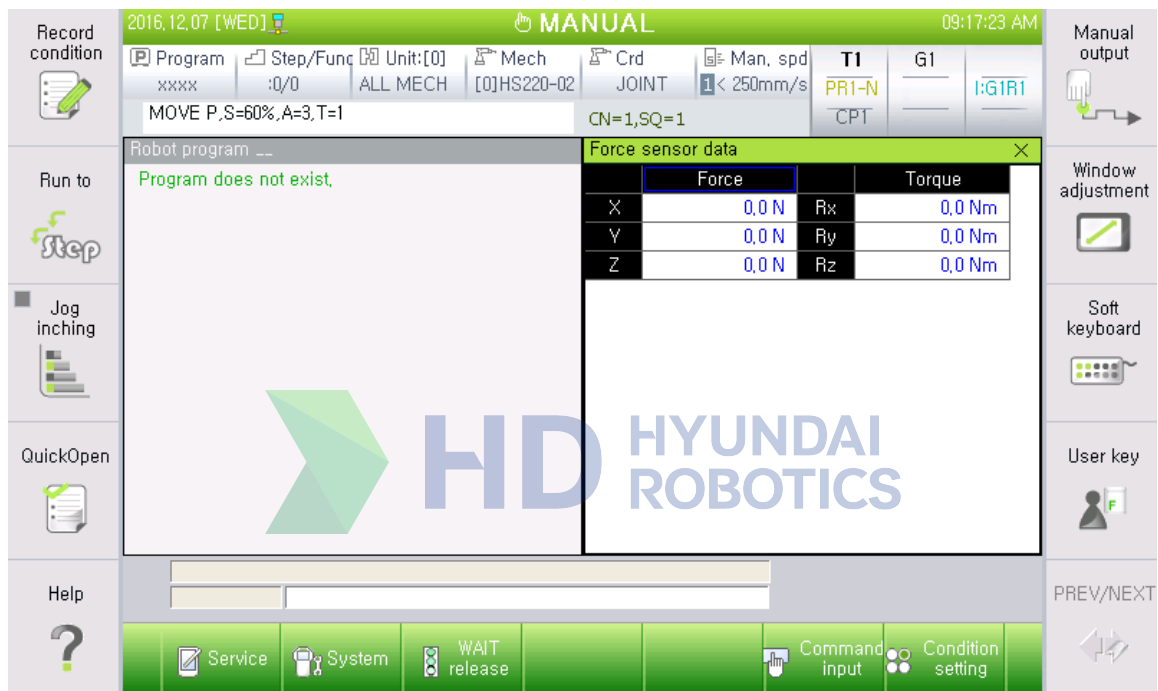 Record
condition
2016,12,07 [WED]
MANUAL
09:17:23 AM
Manual
output
Program
Step/Func
Unit:[0]
Mech
Crd
Man, spd
T1
G1
xxxx
:0/0
ALL MECH
[0]HS220-02
JOINT
1 < 250mm/s
PR1-N
I:G1R1
MOVE P,S=60%,A=3,T=1
CN=1,SQ=1
CP1
Robot program __
Force sensor data
Program does not exist,
Force
Torque
X 0,0 N Rx 0,0 Nm
Y 0,0 N Ry 0,0 Nm
Z 0,0 N Rz 0,0 Nm
Run to
Step
Window
adjustment
Jog
inching
Soft
keyboard
HD HYUNDAI
ROBOTICS
QuickOpen
User key
F
Help
PREV/NEXT
Service
System
WAIT
release
Command
input
Condition
setting